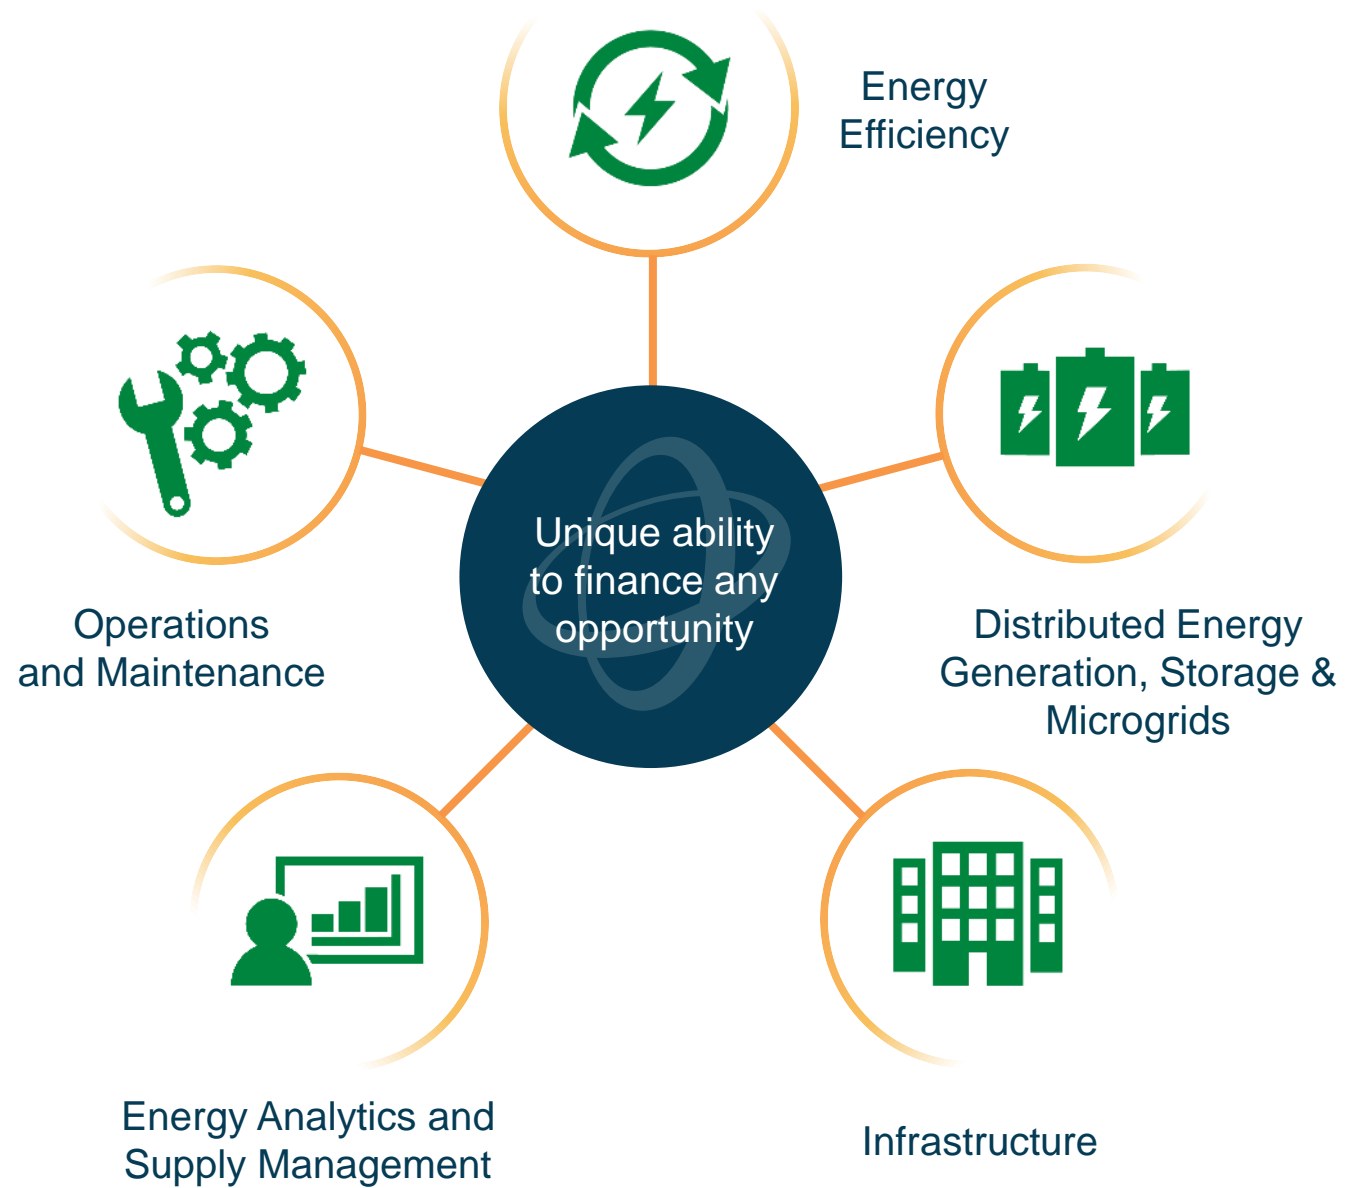 Energy
Efficiency
Unique ability
to finance any
opportunity
Operations
and Maintenance
Distributed Energy
Generation, Storage &
Microgrids
Energy Analytics and
Supply Management
Infrastructure